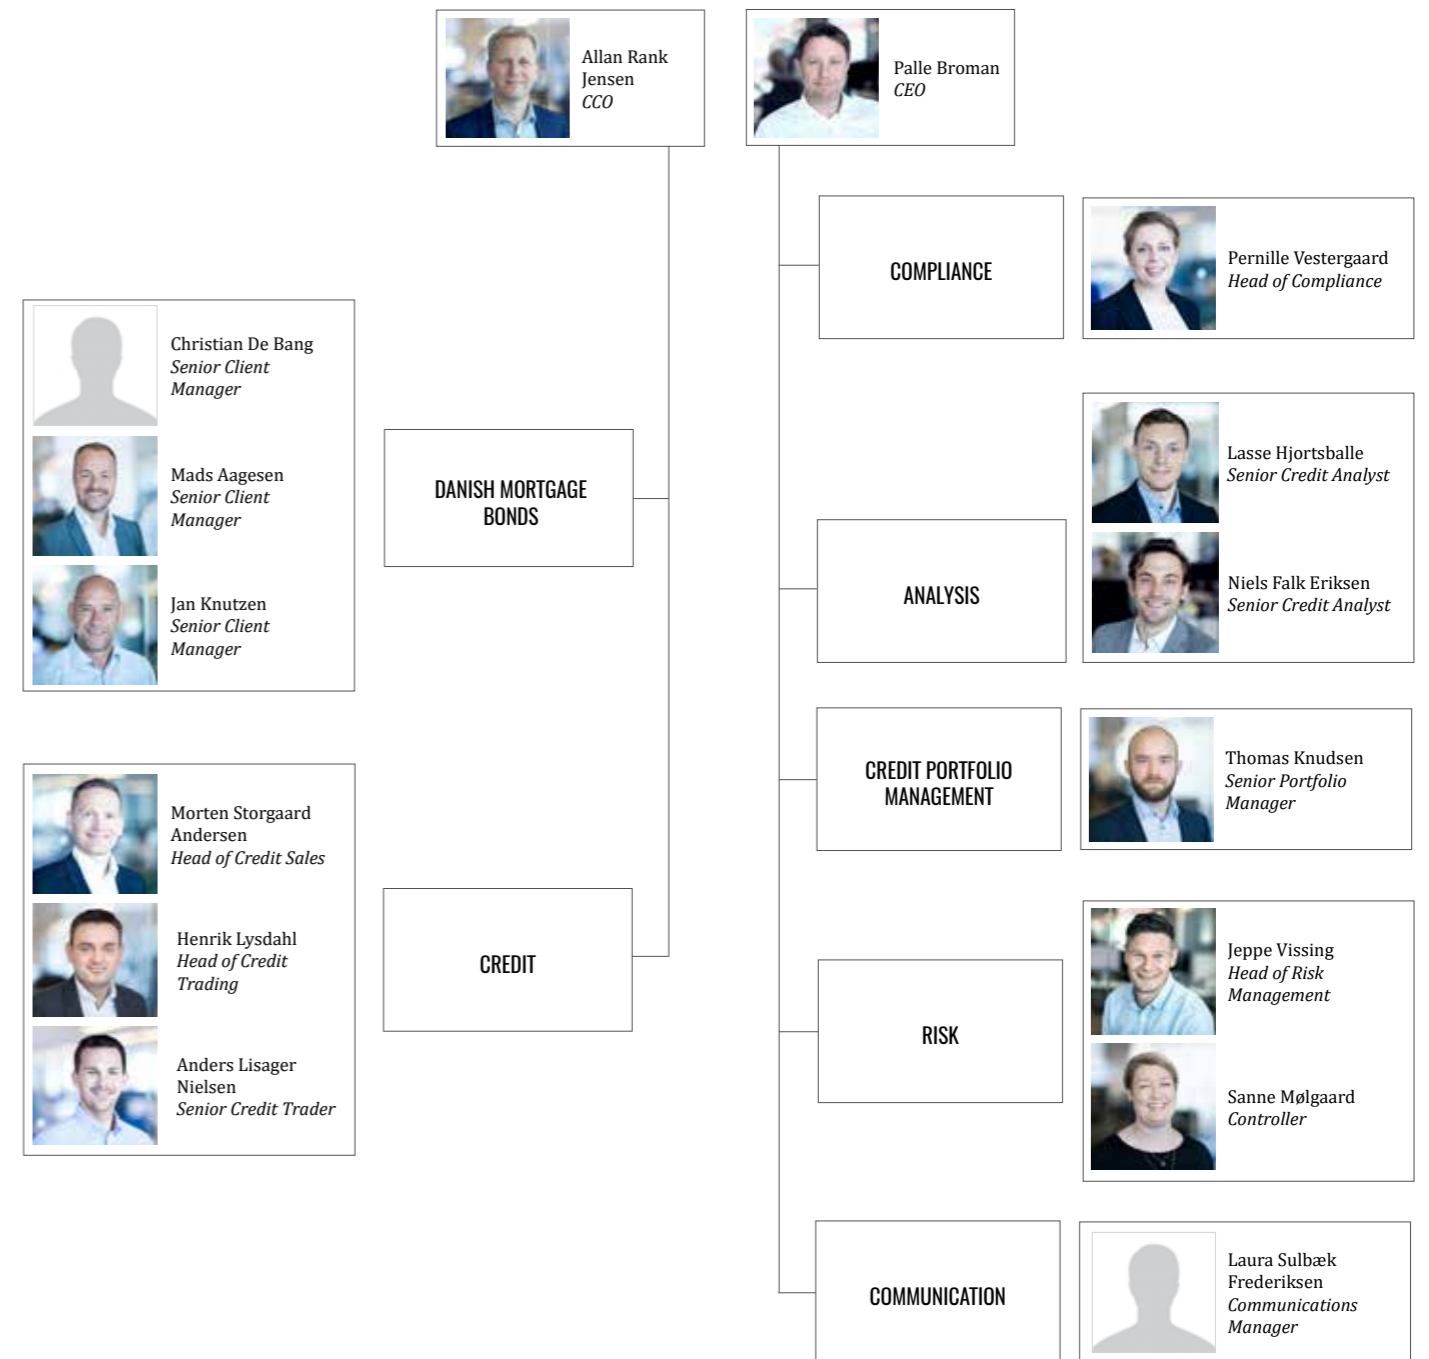 Allan Rank
Jensen
CCO
Palle Broman
CEO
COMPLIANCE
Pernille Vestergaard
Head of Compliance
Christian De Bang
Senior Client
Manager
Mads Aagesen
Senior Client
Manager
Jan Knutzen
Senior Client
Manager
DANISH MORTGAGE
BONDS
Lasse Hjortsballe
Senior Credit Analyst
Niels Falk Eriksen
Senior Credit Analyst
ANALYSIS
CREDIT PORTFOLIO
MANAGEMENT
Thomas Knudsen
Senior Portfolio
Manager
Morten Storgaard
Andersen
Head of Credit Sales
Henrik Lysdahl
Head of Credit
Trading
Anders Lisager
Nielsen
Senior Credit Trader
CREDIT
RISK
Jeppe Vissing
Head of Risk
Management
Sanne Mølgaard
Controller
COMMUNICATION
Laura Sulbæk
Frederiksen
Communications
Manager